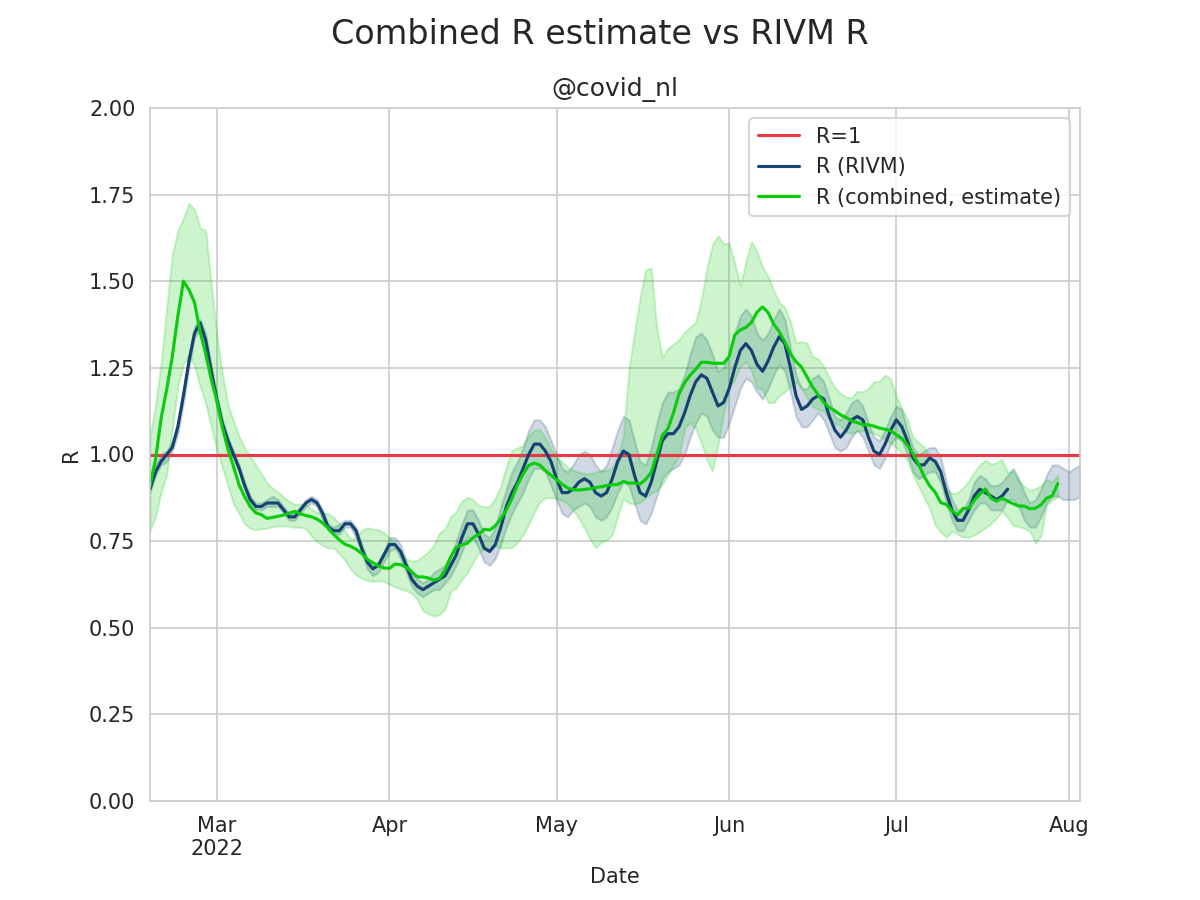 Combined R estimate vs RIVM R
@covid_nl
2.00
1.75
1.50
1.25
1.00
0.75
0.50
0.25
0.00
R
R=1
R (RIVM)
R (combined, estimate)
Mar
2022
Apr
May
Jun
Jul
Aug
Date